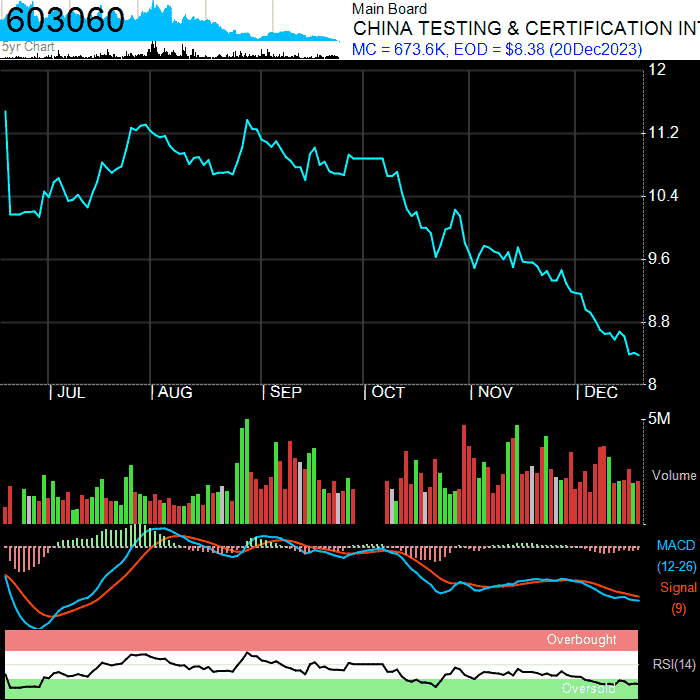 603060
5yr Chart
Main Board
CHINA TESTING & CERTIFICATION INT
MC = 673.6K, EOD = $8.38 (20Dec2023)
12
11.2
10.4
9.6
8.8
8
JUL AUG SEP OCT NOV DEC
5M
Volume
MACD
(12-26)
Signal
(9)
Overbought
RSI(14)
Oversold